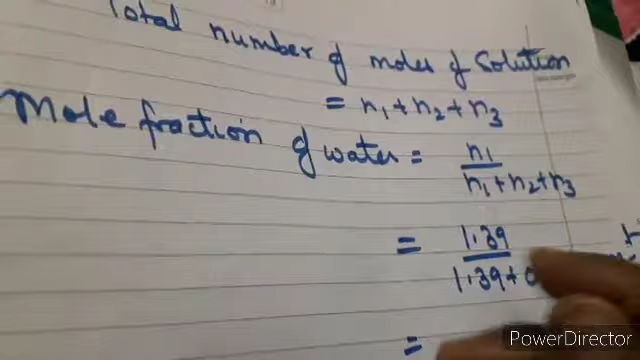 Total number of moles of solution
= n₁+n₂+n₃
Mole fraction of water = n₁ / n₁+n₂+n₃
= 1.39 / 1.39+0
=
PowerDirector